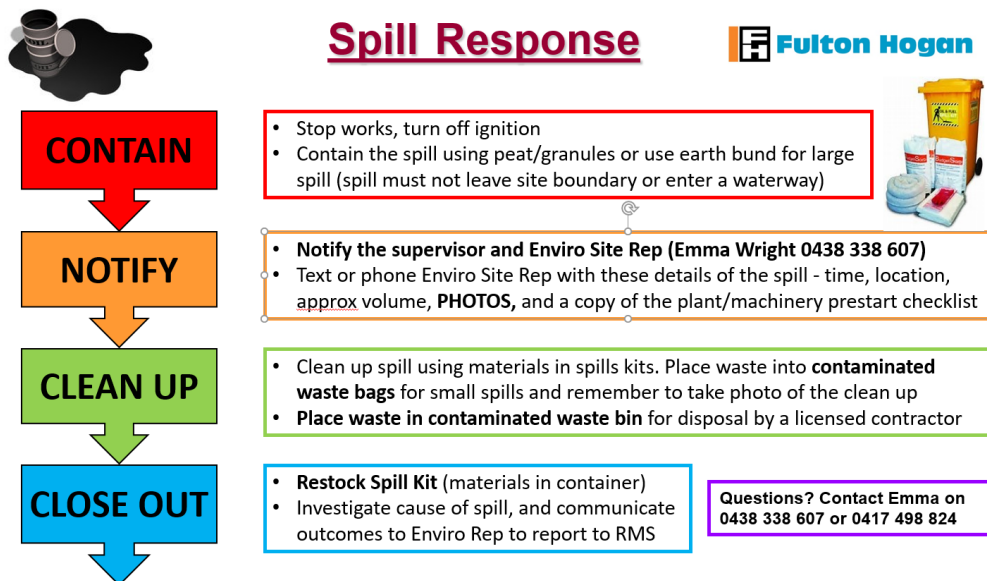 Spill Response
FH Fulton Hogan
CONTAIN
• Stop works, turn off ignition
• Contain the spill using peat/granules or use earth bund for large
spill (spill must not leave site boundary or enter a waterway)
NOTIFY
• Notify the supervisor and Enviro Site Rep (Emma Wright 0438 338 607)
• Text or phone Enviro Site Rep with these details of the spill - time, location,
approx volume, PHOTOS, and a copy of the plant/machinery prestart checklist
CLEAN UP
• Clean up spill using materials in spills kits. Place waste into contaminated
waste bags for small spills and remember to take photo of the clean up
• Place waste in contaminated waste bin for disposal by a licensed contractor
CLOSE OUT
• Restock Spill Kit (materials in container)
• Investigate cause of spill, and communicate
outcomes to Enviro Rep to report to RMS
Questions? Contact Emma on
0438 338 607 or 0417 498 824